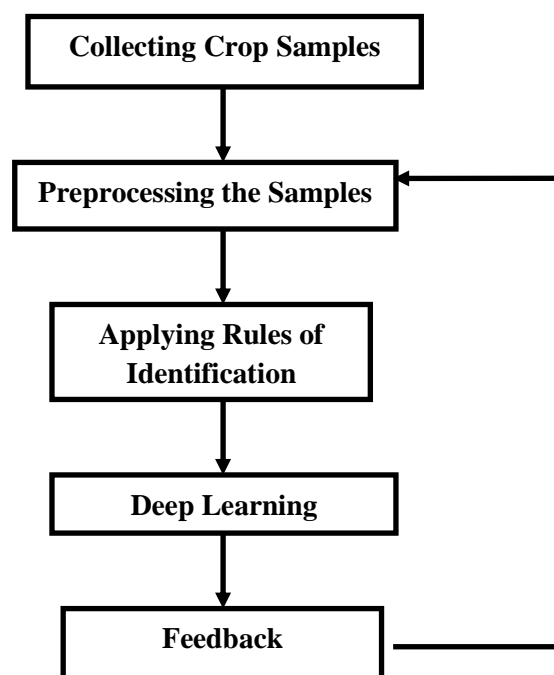 Collecting Crop Samples
Preprocessing the Samples
Applying Rules of
Identification
Deep Learning
Feedback